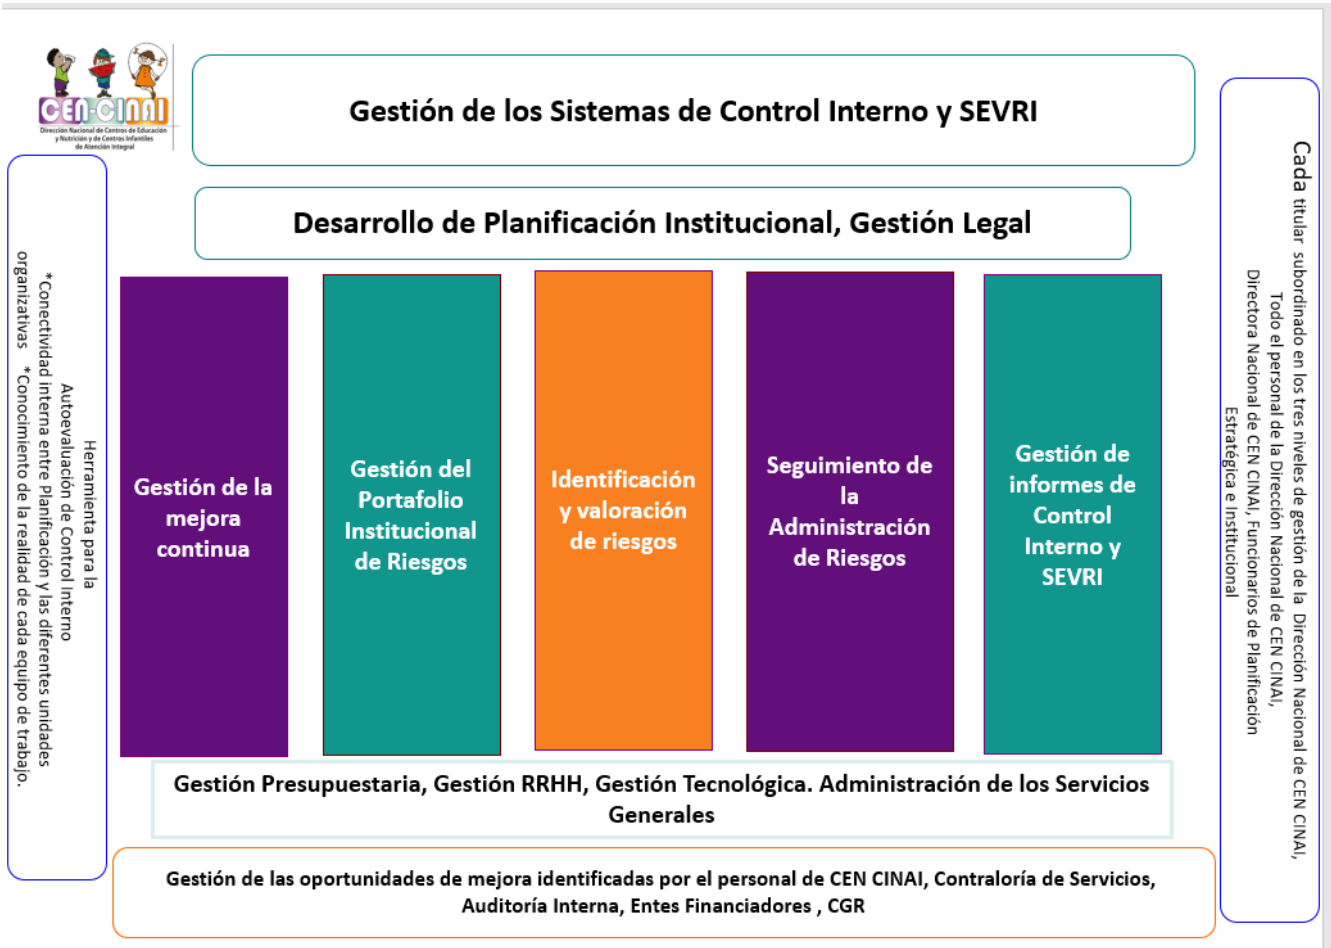 CEN-CINAI
Dirección Nacional de Centros de Educación
y Nutrición y de Centros Infantiles
de Atención Integral
Gestión de los Sistemas de Control Interno y SEVRI
Desarrollo de Planificación Institucional, Gestión Legal
Herramienta para la
Autoevaluación de Control Interno
*Conectividad interna entre Planificación y las diferentes unidades
organizativas *Conocimiento de la realidad de cada equipo de trabajo.
Gestión de la
mejora
continua
Gestión del
Portafolio
Institucional
de Riesgos
Identificación
y valoración
de riesgos
Seguimiento de
la
Administración
de Riesgos
Gestión de
informes de
Control
Interno y
SEVRI
Cada titular subordinado en los tres niveles de gestión de la Dirección Nacional de CEN CINAI,
Todo el personal de la Dirección Nacional de CEN CINAI,
Directora Nacional de CEN CINAI, Funcionarios de Planificación
Estratégica e Institucional
Gestión Presupuestaria, Gestión RRHH, Gestión Tecnológica. Administración de los Servicios
Generales
Gestión de las oportunidades de mejora identificadas por el personal de CEN CINAI, Contraloría de Servicios,
Auditoría Interna, Entes Financiadores , CGR